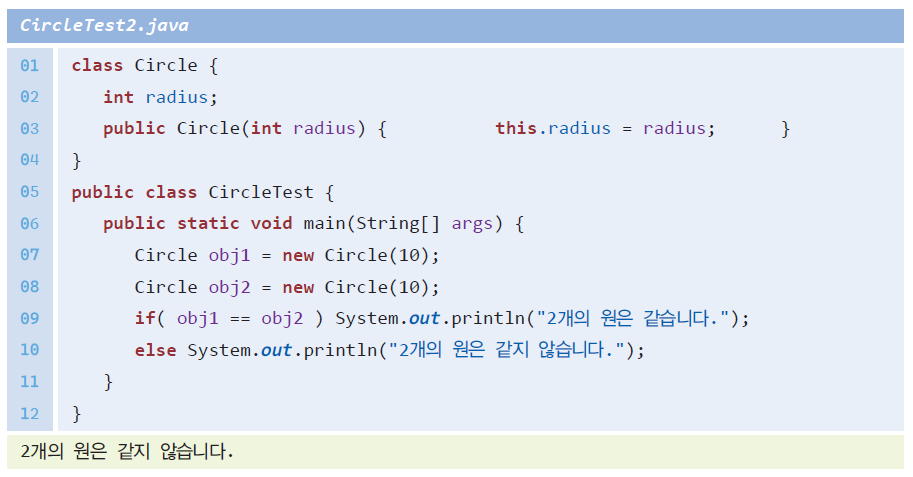 CircleTest2.java
01 class Circle {
02    int radius;
03    public Circle(int radius) {          this.radius = radius;      }
04 }
05 public class CircleTest {
06    public static void main(String[] args) {
07       Circle obj1 = new Circle(10);
08       Circle obj2 = new Circle(10);
09       if( obj1 == obj2 ) System.out.println("2개의 원은 같습니다.");
10       else System.out.println("2개의 원은 같지 않습니다.");
11    }
12 }
2개의 원은 같지 않습니다.